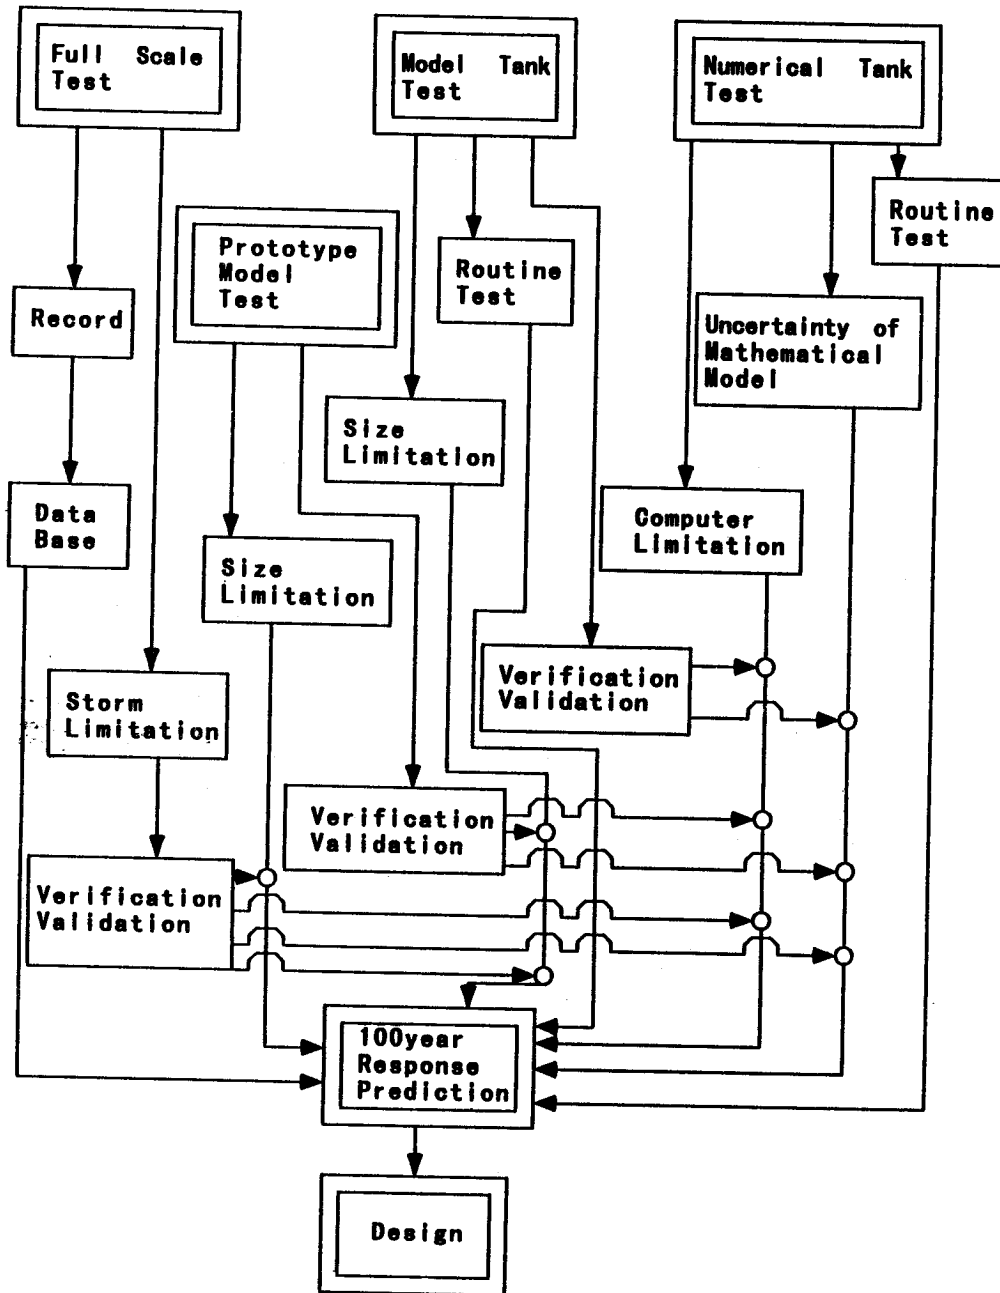 Full Scale
Test
Model Tank
Test
Numerical Tank
Test
Routine
Test
Prototype
Model
Test
Routine
Test
Record
Uncertainty of
Mathematical
Model
Size
Limitation
Data
Base
Computer
Limitation
Size
Limitation
Verification
Validation
Storm
Limitation
Verification
Validation
Verification
Validation
100year
Response
Prediction
Design